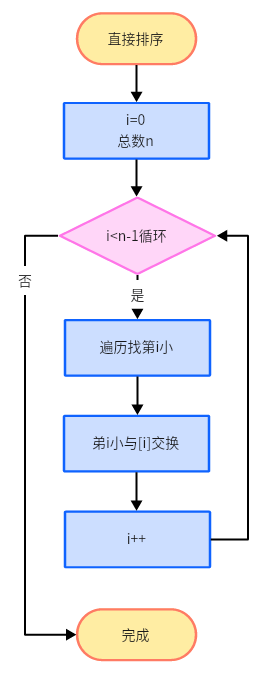 直接排序
i=0
总数n
i<n-1循环
否
是
遍历找第i小
弟i小与[i]交换
i++
完成